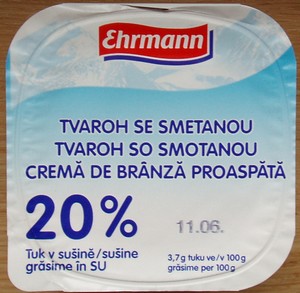 Ehrmann
TVAROH SE SMETANOU
TVAROH SO SMOTANOU
CREMĂ DE BRÂNZĂ PROASPĂTĂ
20%
11.06.
Tuk v sušině/sušine
grăsime în SU
3,7 g tuku ve/v 100 g
grăsime per 100 g